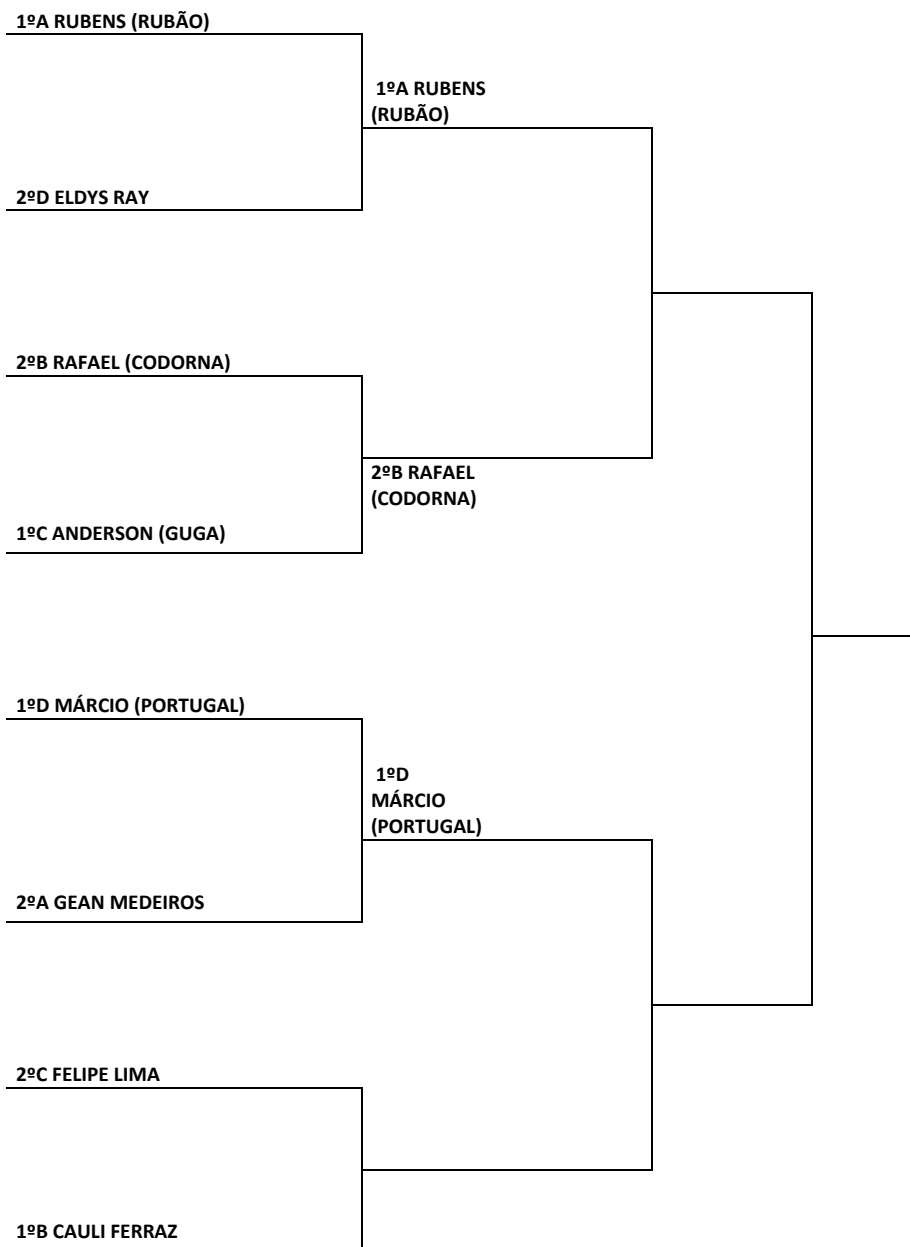 1ºA RUBENS (RUBÃO)
1ºA RUBENS
(RUBÃO)
2ºD ELDYS RAY
2ºB RAFAEL (CODORNA)
2ºB RAFAEL
(CODORNA)
1ºC ANDERSON (GUGA)
1ºD MÁRCIO (PORTUGAL)
1ºD
MÁRCIO
(PORTUGAL)
2ºA GEAN MEDEIROS
2ºC FELIPE LIMA
1ºB CAULI FERRAZ